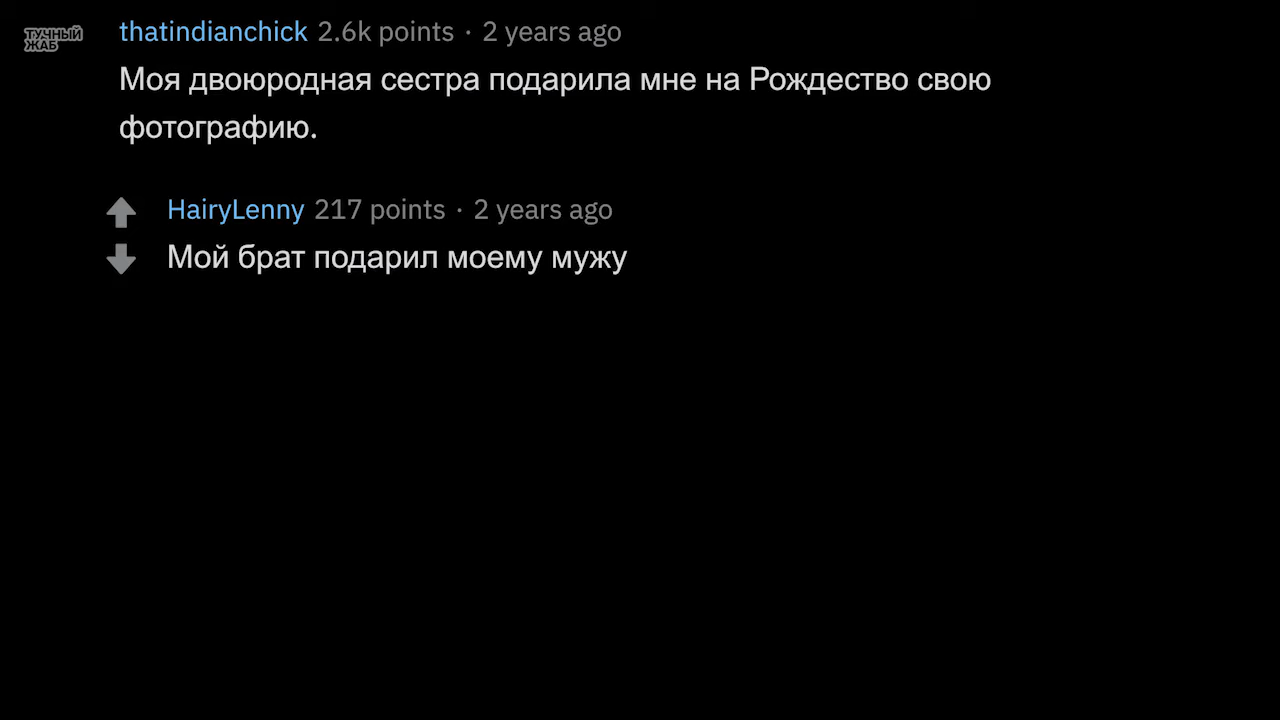 ТУЧНЫЙ
ЖАБ
thatindianchick 2.6k points · 2 years ago
Моя двоюродная сестра подарила мне на Рождество свою
фотографию.
HairyLenny 217 points · 2 years ago
Мой брат подарил моему мужу